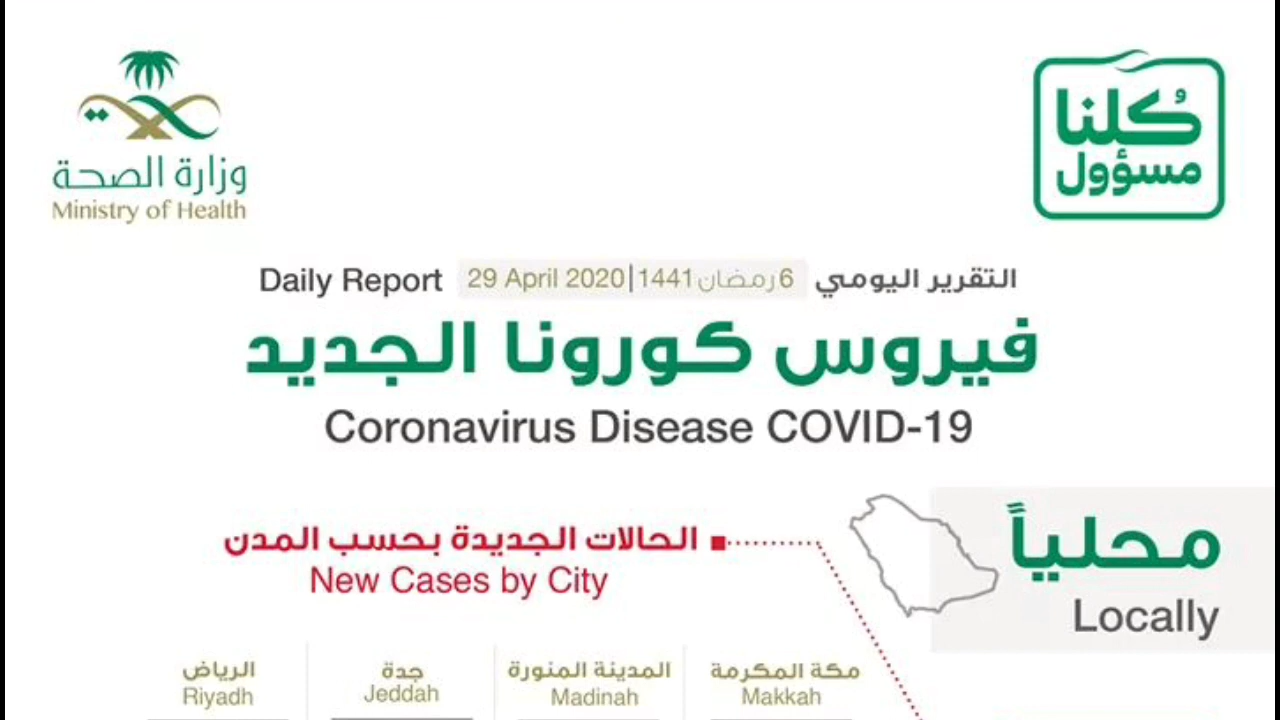 وزارة الصحة
Ministry of Health
كُلنا
مسؤول
التقرير اليومي 6 رمضان 1441 | 29 April 2020 Daily Report
فيروس كورونا الجديد
Coronavirus Disease COVID-19
محلياً
Locally
الحالات الجديدة بحسب المدن
New Cases by City
مكة المكرمة المدينة المنورة جدة الرياض
Makkah Madinah Jeddah Riyadh